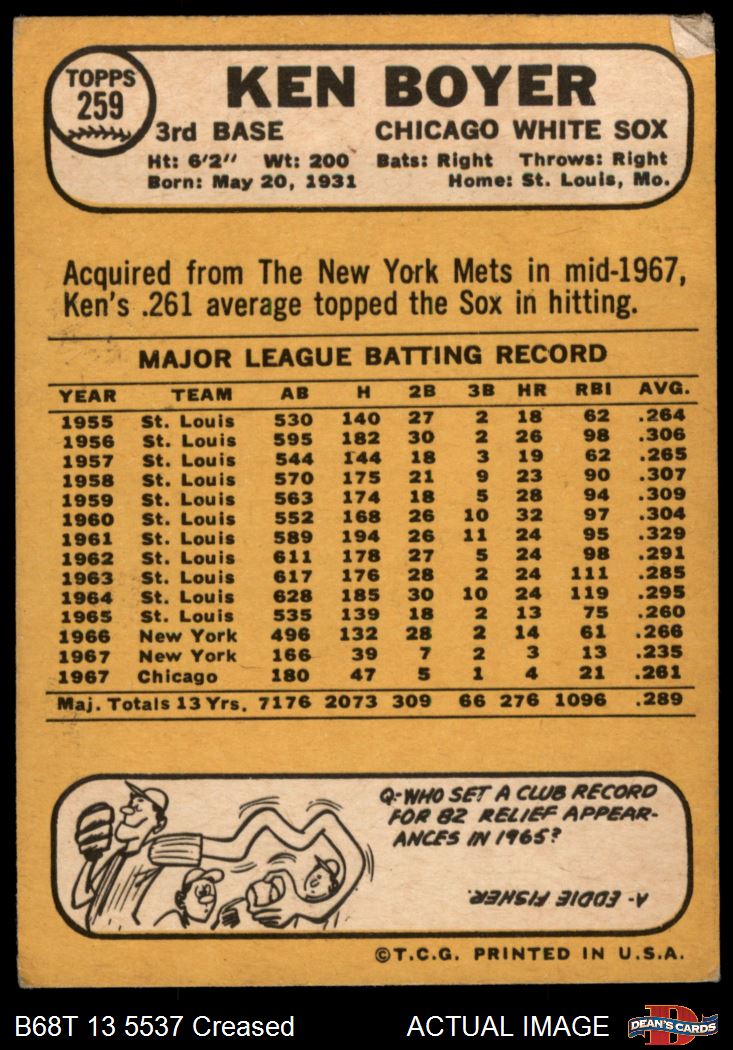 TOPPS
259
KEN BOYER
3rd BASE CHICAGO WHITE SOX
Ht: 6'2" Wt: 200 Bats: Right Throws: Right
Born: May 20, 1931 Home: St. Louis, Mo.
Acquired from The New York Mets in mid-1967,
Ken's .261 average topped the Sox in hitting.
MAJOR LEAGUE BATTING RECORD
YEAR TEAM AB H 2B 3B HR RBI AVG.
1955 St. Louis 530 140 27 2 18 62 .264
1956 St. Louis 595 182 30 2 26 98 .306
1957 St. Louis 544 144 18 3 19 62 .265
1958 St. Louis 570 175 21 9 23 90 .307
1959 St. Louis 563 174 18 5 28 94 .309
1960 St. Louis 552 168 26 10 32 97 .304
1961 St. Louis 589 194 26 11 24 95 .329
1962 St. Louis 611 178 27 5 24 98 .291
1963 St. Louis 617 176 28 2 24 111 .285
1964 St. Louis 628 185 30 10 24 119 .295
1965 St. Louis 535 139 18 2 13 75 .260
1966 New York 496 132 28 2 14 61 .266
1967 New York 166 39 7 2 3 13 .235
1967 Chicago 180 47 5 1 4 21 .261
Maj. Totals 13 Yrs. 7176 2073 309 66 276 1096 .289
Q-WHO SET A CLUB RECORD
FOR 82 RELIEF APPEAR-
ANCES IN 1965?
A- EDDIE FISHER.
©T.C.G. PRINTED IN U.S.A.
B68T 13 5537 Creased ACTUAL IMAGE DEAN'S CARDS